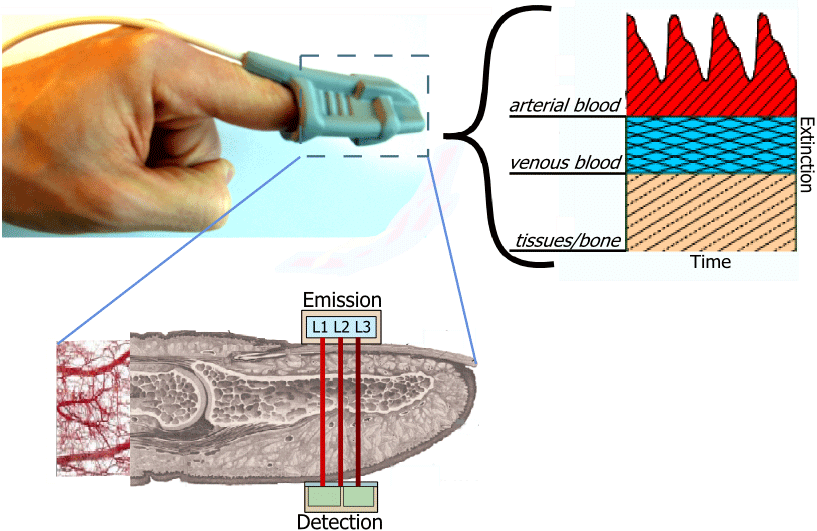 arterial blood
venous blood
tissues/bone
Extinction
Time
Emission
L1 L2 L3
Detection